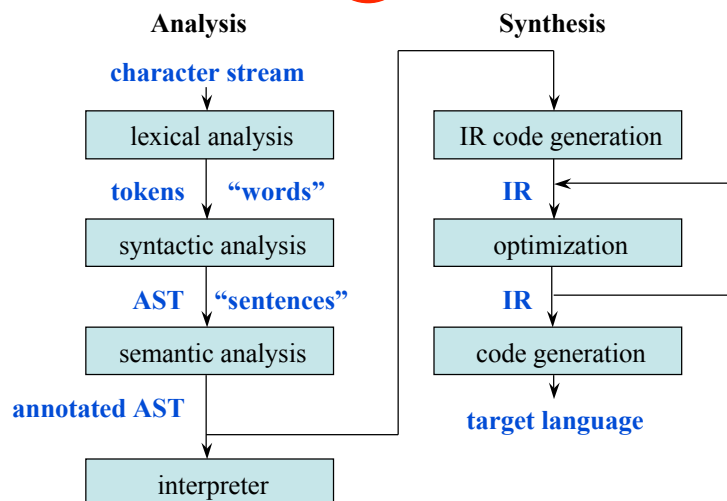 Analysis
character stream
lexical analysis
tokens “words”
syntactic analysis
AST “sentences”
semantic analysis
annotated AST
interpreter
Synthesis
IR code generation
IR
optimization
IR
code generation
target language